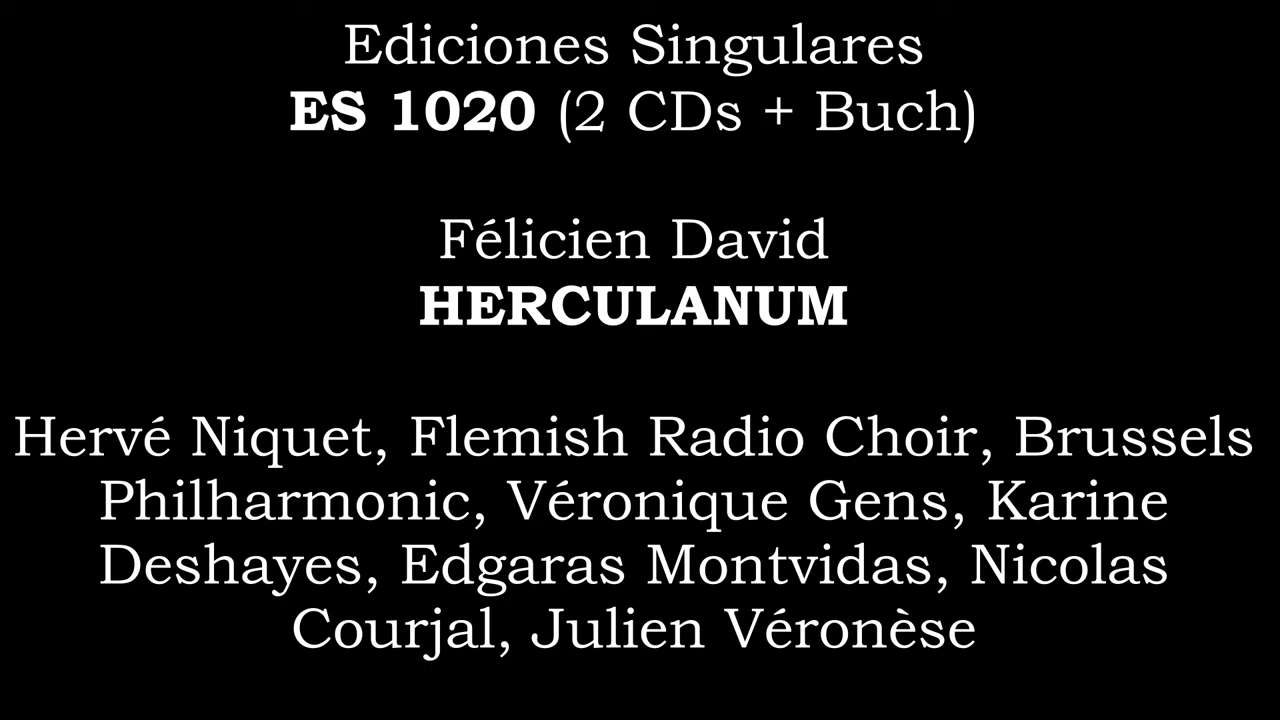 Ediciones Singulares
ES 1020 (2 CDs + Buch)
Félicien David
HERCULANUM
Hervé Niquet, Flemish Radio Choir, Brussels
Philharmonic, Véronique Gens, Karine
Deshayes, Edgaras Montvidas, Nicolas
Courjal, Julien Véronèse